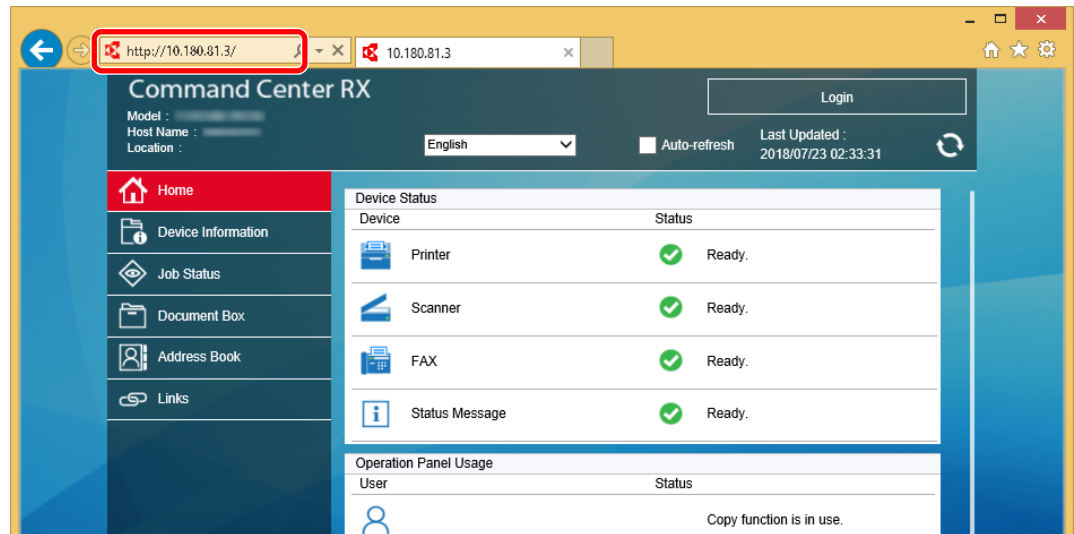 http://10.180.81.3/
10.180.81.3
Command Center RX
Login
Model :
Host Name :
Location :
English
Auto-refresh
Last Updated :
2018/07/23 02:33:31
Home
Device Information
Job Status
Document Box
Address Book
Links
Device Status
Device Status
Printer Ready.
Scanner Ready.
FAX Ready.
Status Message Ready.
Operation Panel Usage
User Status
Copy function is in use.